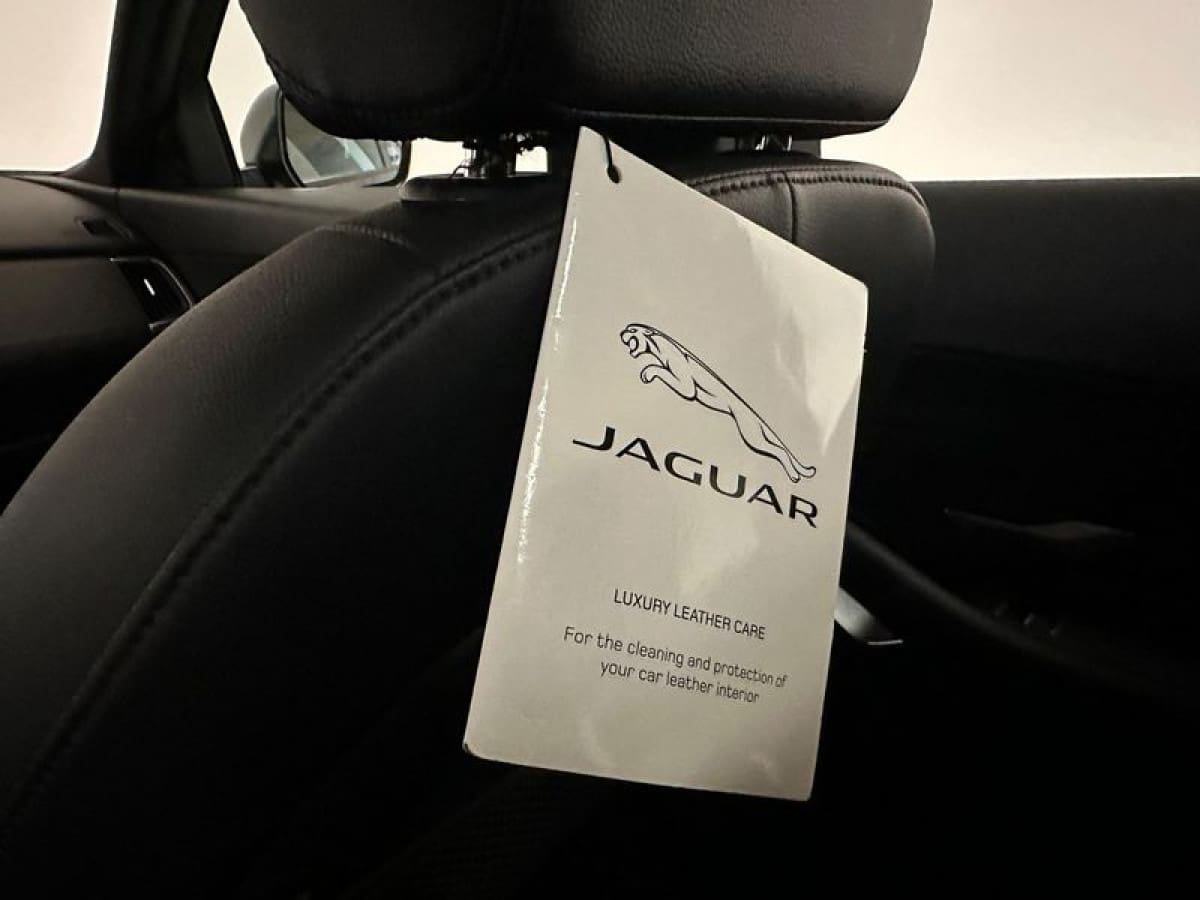 JAGUAR
LUXURY LEATHER CARE
For the cleaning and protection of
your car leather interior